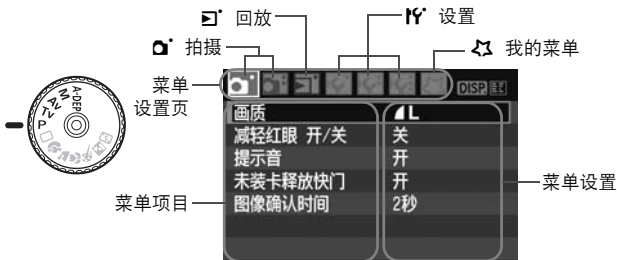 回放
设置
拍摄
我的菜单
菜单
设置页
DISP.
A-DEP
M
Av
Tv
P
画质 L
减轻红眼 开/关 关
提示音 开
未装卡释放快门 开
图像确认时间 2秒
菜单项目
菜单设置